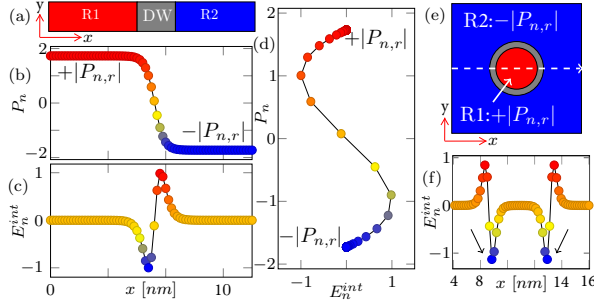 (a)
y
x
R1
DW
R2
(b)
P_n
2
0
−2
+|P_{n,r}|
−|P_{n,r}|
(c)
E_n^{int}
1
0
−1
0
10
x [nm]
(d)
P_n
2
1
0
−1
−2
+|P_{n,r}|
−|P_{n,r}|
−1
0
1
E_n^{int}
(e)
R2:−|P_{n,r}|
R1:+|P_{n,r}|
y
x
(f)
E_n^{int}
1
0
−1
4
8
x [nm]
14
16